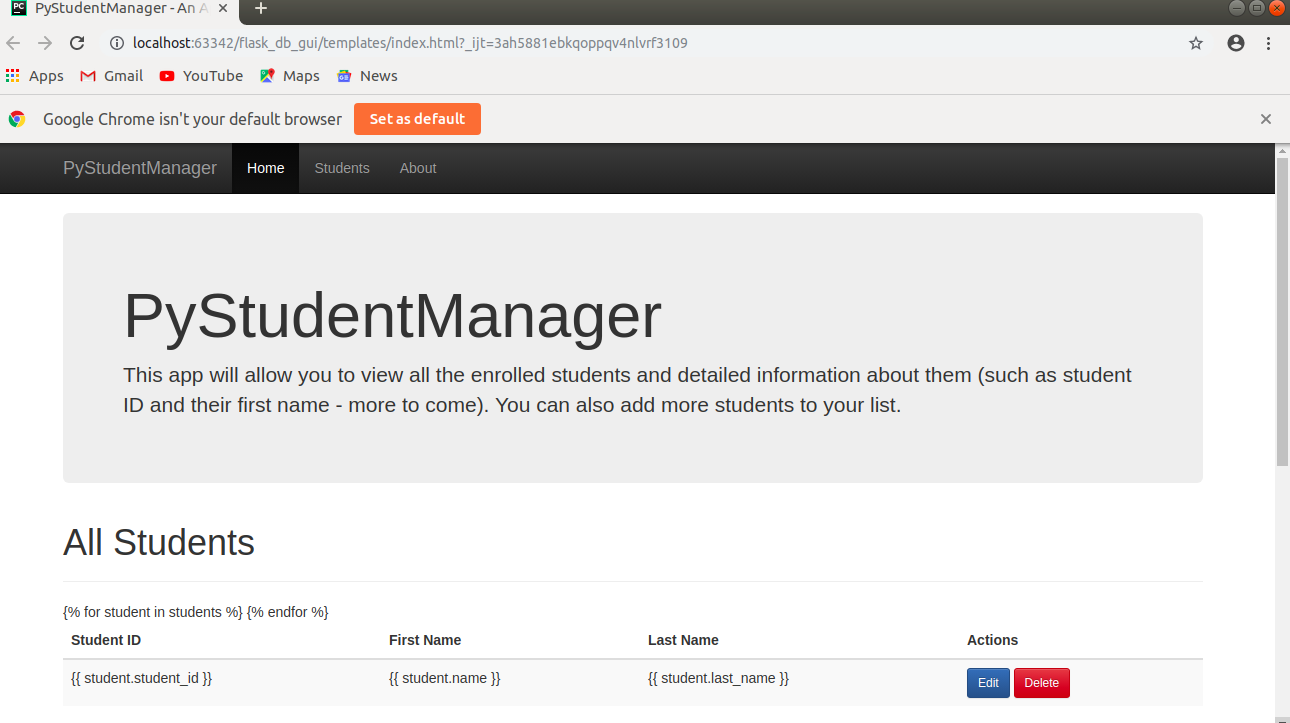 PC PyStudentManager - An A
localhost:63342/flask_db_gui/templates/index.html?_ijt=3ah5881ebkqoppqv4nlvrf3109
Apps Gmail YouTube Maps News
Google Chrome isn't your default browser Set as default
PyStudentManager Home Students About
PyStudentManager
This app will allow you to view all the enrolled students and detailed information about them (such as student
ID and their first name - more to come). You can also add more students to your list.
All Students
{% for student in students %} {% endfor %}
Student ID First Name Last Name Actions
{{ student.student_id }} {{ student.name }} {{ student.last_name }} Edit Delete